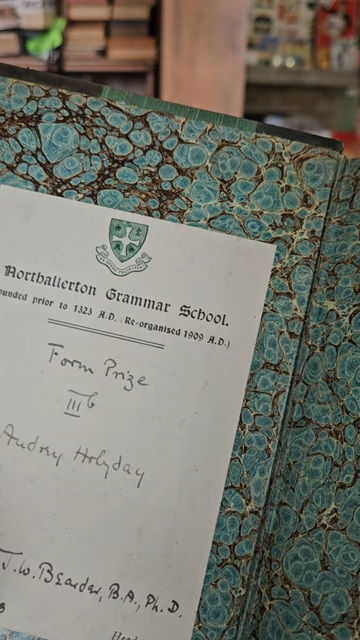 Northallerton Grammar School.
ounded prior to 1323 A.D. Re-organised 1909 A.D.)
Form Prize
III b
Audrey Holyday
J. W. Bearder, B.A., Ph. D.